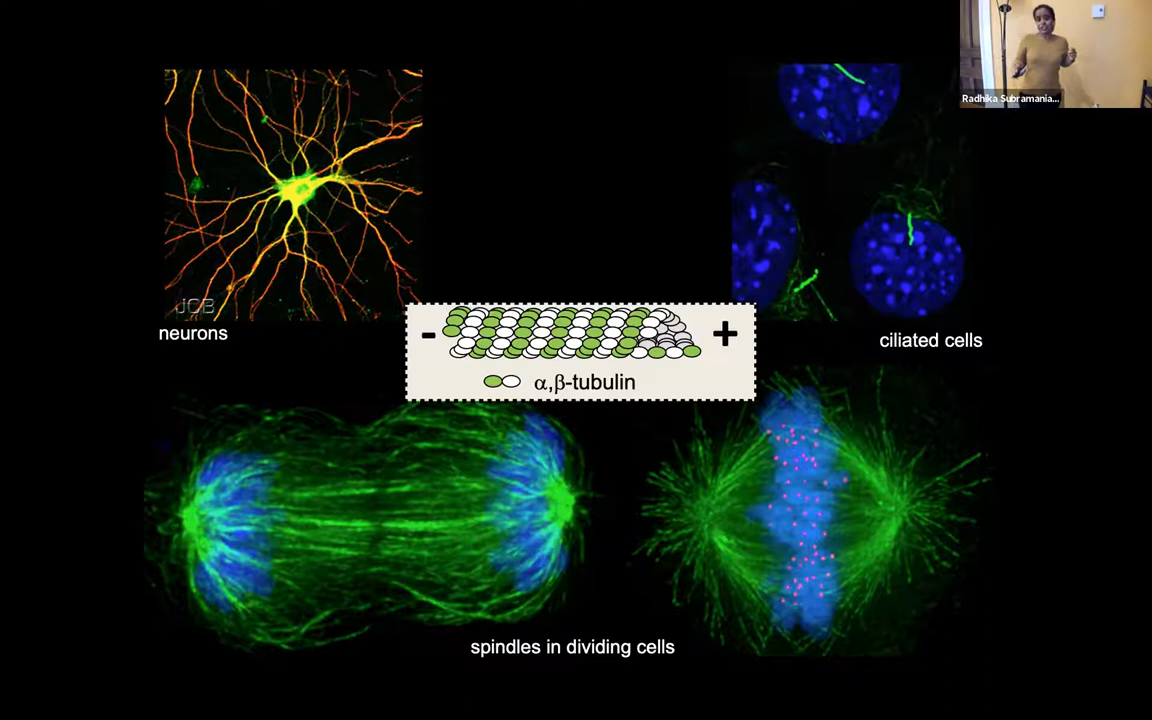 Radhika Subramania...
JCB
neurons
ciliated cells
- +
α,β-tubulin
spindles in dividing cells